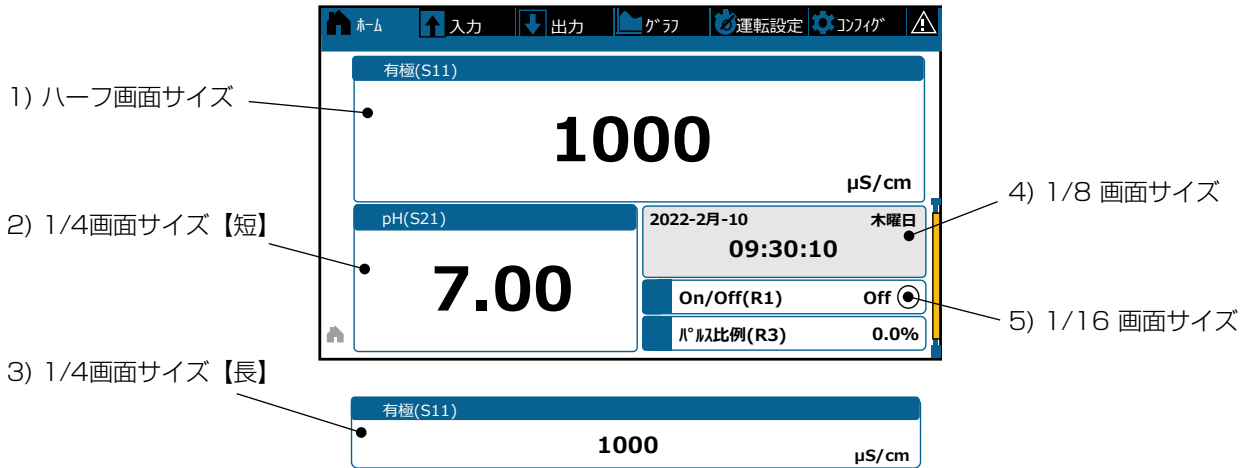 ホーム 入力 出力 グラフ 運転設定 コンフィグ
有極(S11)
1) ハーフ画面サイズ
1000
µS/cm
4) 1/8 画面サイズ
2) 1/4画面サイズ【短】
pH(S21)
7.00
2022-2月-10 木曜日
09:30:10
On/Off(R1) Off
5) 1/16 画面サイズ
パルス比例(R3) 0.0%
3) 1/4画面サイズ【長】
有極(S11)
1000
µS/cm